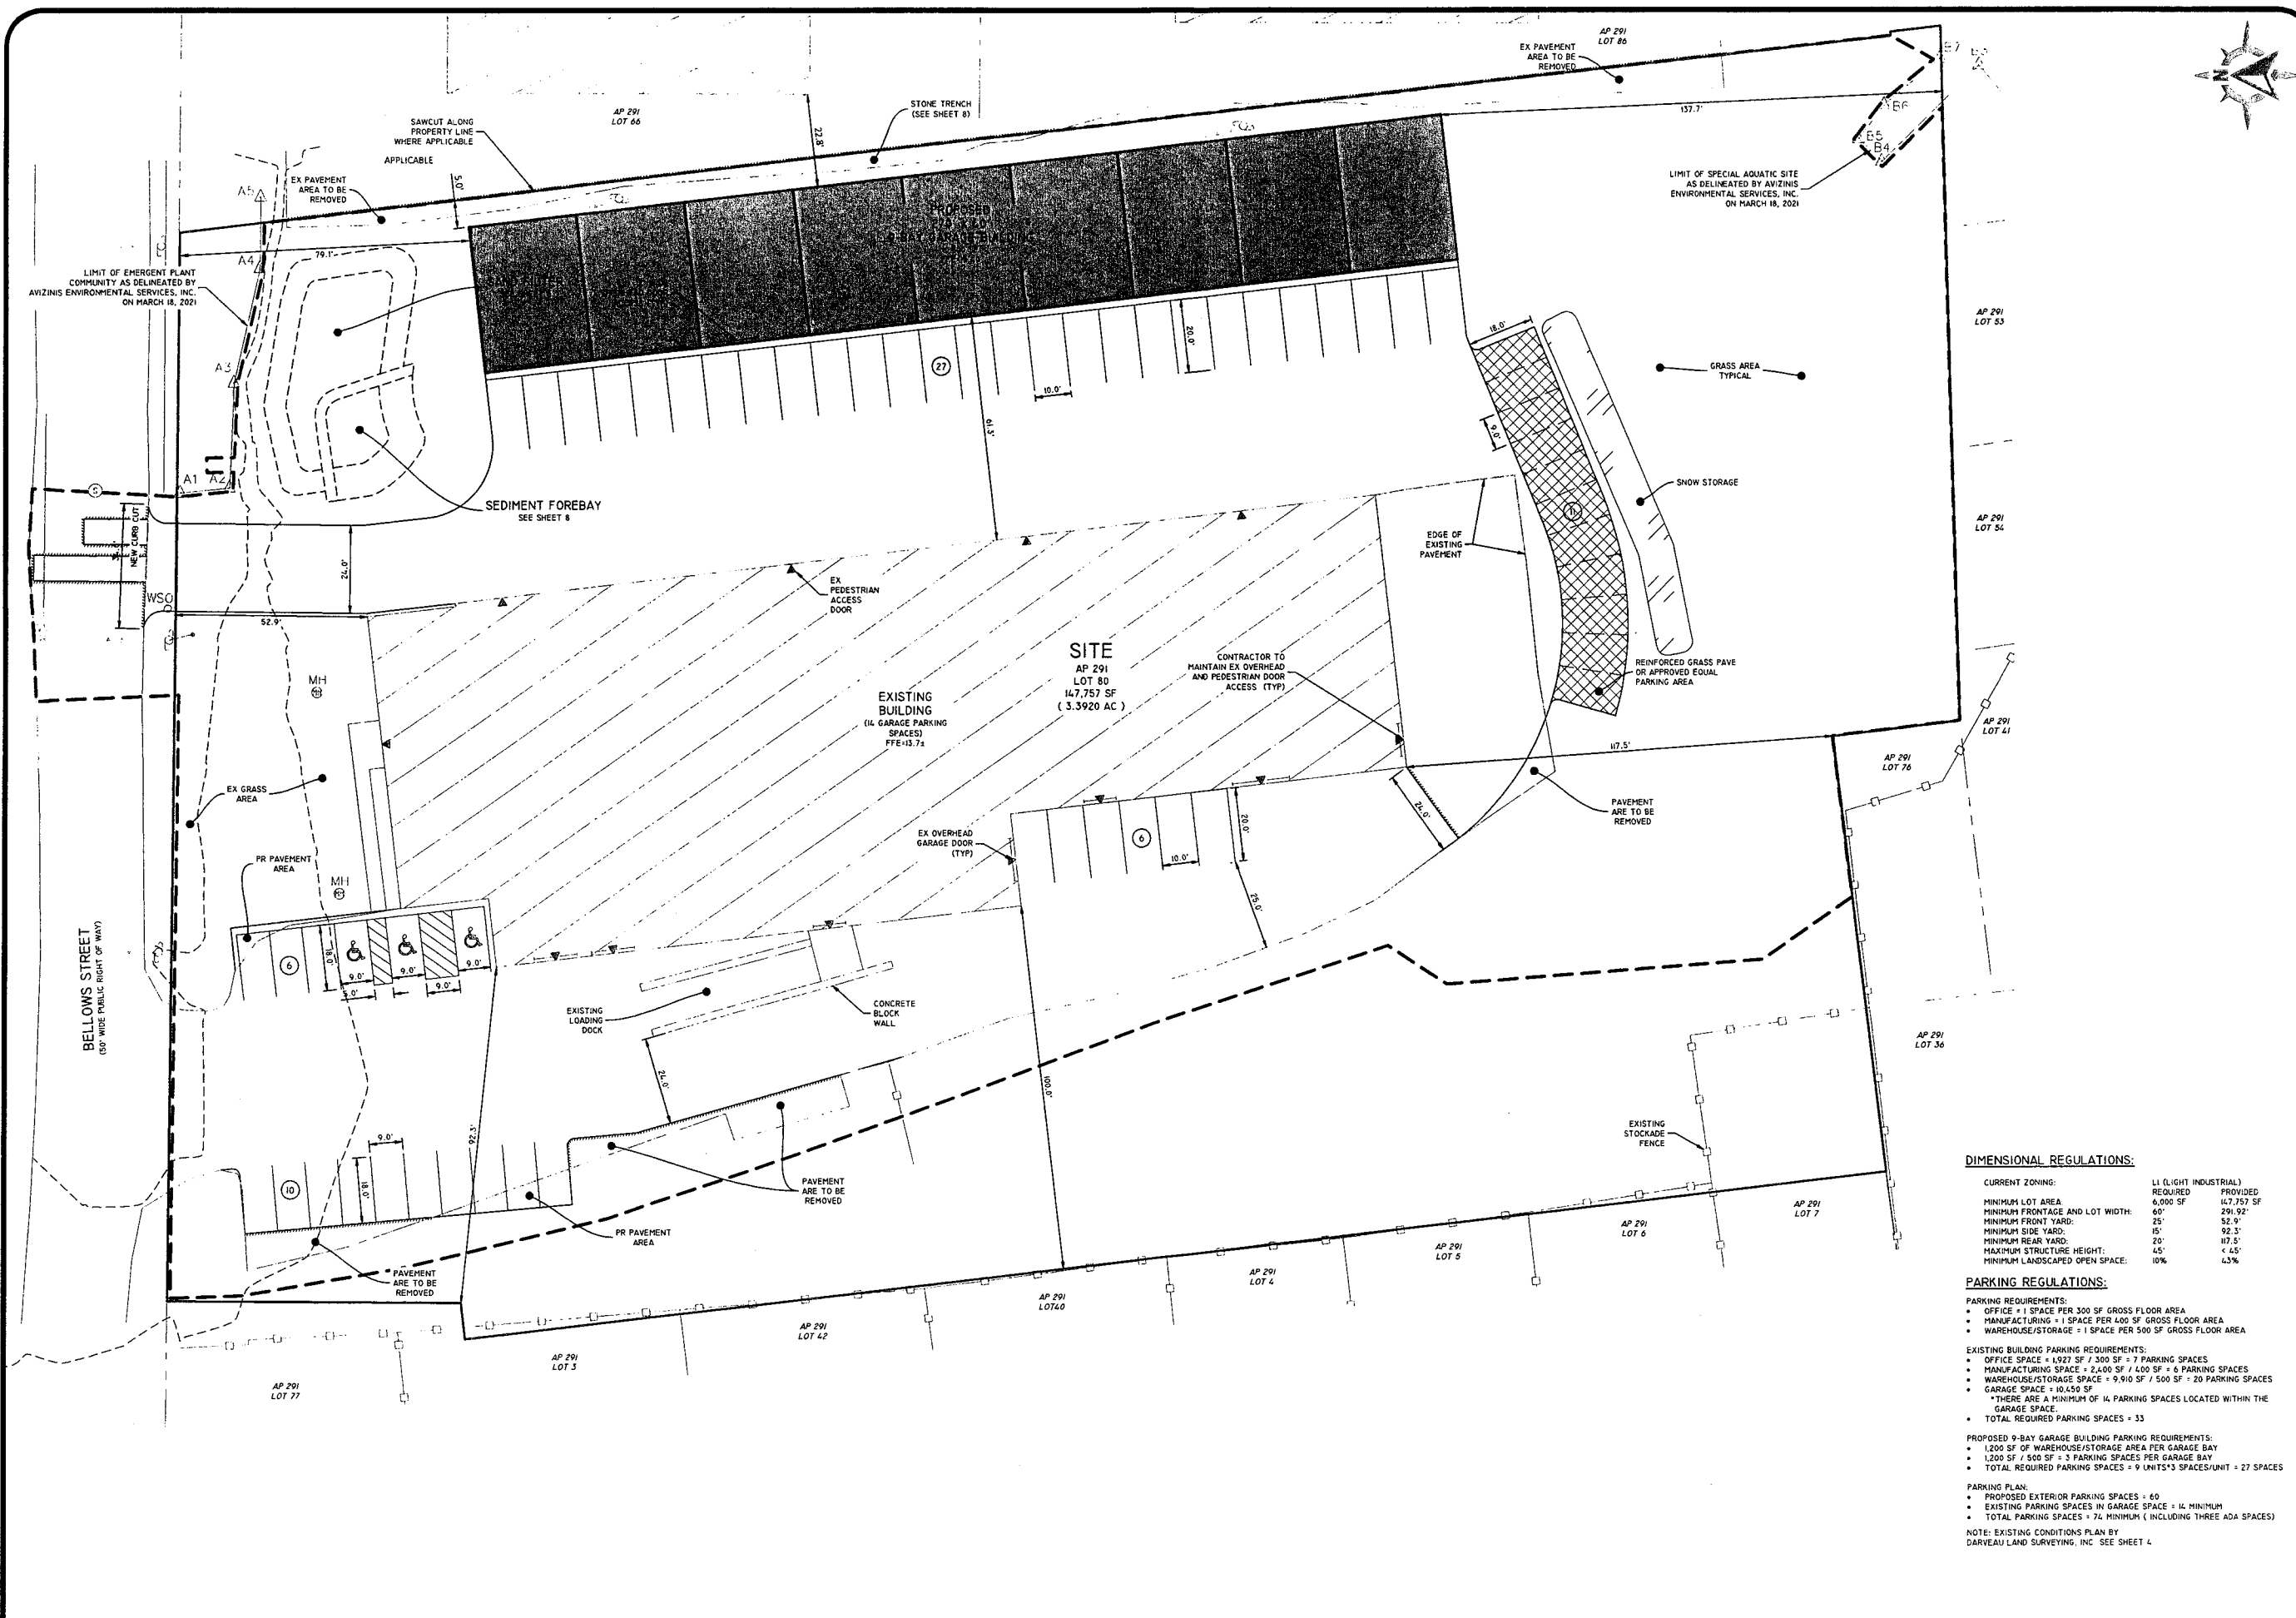 AP 291
LOT 86
EX PAVEMENT
AREA TO BE
REMOVED
B7
N
AP 291
LOT 66
STONE TRENCH
(SEE SHEET 8)
SAWCUT ALONG
PROPERTY LINE
WHERE APPLICABLE
APPLICABLE
22.8'
137.7'
B6
B5
B4
EX PAVEMENT
AREA TO BE
REMOVED
5.0'
A5
LIMIT OF SPECIAL AQUATIC SITE
AS DELINEATED BY AVIZINIS
ENVIRONMENTAL SERVICES, INC.
ON MARCH 18, 2021
PROPOSED
9-BAY GARAGE BUILDING
79.1'
A4
LIMIT OF EMERGENT PLANT
COMMUNITY AS DELINEATED BY
AVIZINIS ENVIRONMENTAL SERVICES, INC.
ON MARCH 18, 2021
SAND FILTER
AP 291
LOT 53
18.0'
20.0'
27
10.0'
A3
GRASS AREA
TYPICAL
61.5'
9.0'
A1
A2
S
SEDIMENT FOREBAY
SEE SHEET 8
SNOW STORAGE
11
AP 291
LOT 54
NEW CURB CUT
EDGE OF
EXISTING
PAVEMENT
24.0'
EX
PEDESTRIAN
ACCESS
DOOR
WSO
52.9'
SITE
AP 291
LOT 80
147,757 SF
( 3.3920 AC )
CONTRACTOR TO
MAINTAIN EX OVERHEAD
AND PEDESTRIAN DOOR
ACCESS (TYP)
REINFORCED GRASS PAVE
OR APPROVED EQUAL
PARKING AREA
MH
EXISTING
BUILDING
(14 GARAGE PARKING
SPACES)
FFE=13.7±
AP 291
LOT 41
117.5'
AP 291
LOT 76
EX GRASS
AREA
PAVEMENT
ARE TO BE
REMOVED
24.0'
20.0'
EX OVERHEAD
GARAGE DOOR
(TYP)
6
10.0'
PR PAVEMENT
AREA
MH
25.0'
BELLOWS STREET
(50' WIDE PUBLIC RIGHT OF WAY)
6
18.0'
9.0'
9.0'
9.0'
5.0'
9.0'
EXISTING
LOADING
DOCK
CONCRETE
BLOCK
WALL
AP 291
LOT 36
24.0'
100.0'
92.3'
9.0'
18.0'
10
EXISTING
STOCKADE
FENCE
PAVEMENT
ARE TO BE
REMOVED
PR PAVEMENT
AREA
PAVEMENT
ARE TO BE
REMOVED
AP 291
LOT 7
AP 291
LOT 6
AP 291
LOT 5
AP 291
LOT 4
AP 291
LOT40
AP 291
LOT 42
AP 291
LOT 3
AP 291
LOT 77
DIMENSIONAL REGULATIONS:
CURRENT ZONING: LI (LIGHT INDUSTRIAL)
REQUIRED PROVIDED
MINIMUM LOT AREA 6,000 SF 147,757 SF
MINIMUM FRONTAGE AND LOT WIDTH: 60' 291.92'
MINIMUM FRONT YARD: 25' 52.9'
MINIMUM SIDE YARD: 15' 92.3'
MINIMUM REAR YARD: 20' 117.5'
MAXIMUM STRUCTURE HEIGHT: 45' < 45'
MINIMUM LANDSCAPED OPEN SPACE: 10% 43%
PARKING REGULATIONS:
PARKING REQUIREMENTS:
• OFFICE = 1 SPACE PER 300 SF GROSS FLOOR AREA
• MANUFACTURING = 1 SPACE PER 400 SF GROSS FLOOR AREA
• WAREHOUSE/STORAGE = 1 SPACE PER 500 SF GROSS FLOOR AREA
EXISTING BUILDING PARKING REQUIREMENTS:
• OFFICE SPACE = 1,927 SF / 300 SF = 7 PARKING SPACES
• MANUFACTURING SPACE = 2,400 SF / 400 SF = 6 PARKING SPACES
• WAREHOUSE/STORAGE SPACE = 9,910 SF / 500 SF = 20 PARKING SPACES
• GARAGE SPACE = 10,450 SF
*THERE ARE A MINIMUM OF 14 PARKING SPACES LOCATED WITHIN THE
GARAGE SPACE.
• TOTAL REQUIRED PARKING SPACES = 33
PROPOSED 9-BAY GARAGE BUILDING PARKING REQUIREMENTS:
• 1,200 SF OF WAREHOUSE/STORAGE AREA PER GARAGE BAY
• 1,200 SF / 500 SF = 3 PARKING SPACES PER GARAGE BAY
• TOTAL REQUIRED PARKING SPACES = 9 UNITS*3 SPACES/UNIT = 27 SPACES
PARKING PLAN:
• PROPOSED EXTERIOR PARKING SPACES = 60
• EXISTING PARKING SPACES IN GARAGE SPACE = 14 MINIMUM
• TOTAL PARKING SPACES = 74 MINIMUM ( INCLUDING THREE ADA SPACES)
NOTE: EXISTING CONDITIONS PLAN BY
DARVEAU LAND SURVEYING, INC SEE SHEET 4